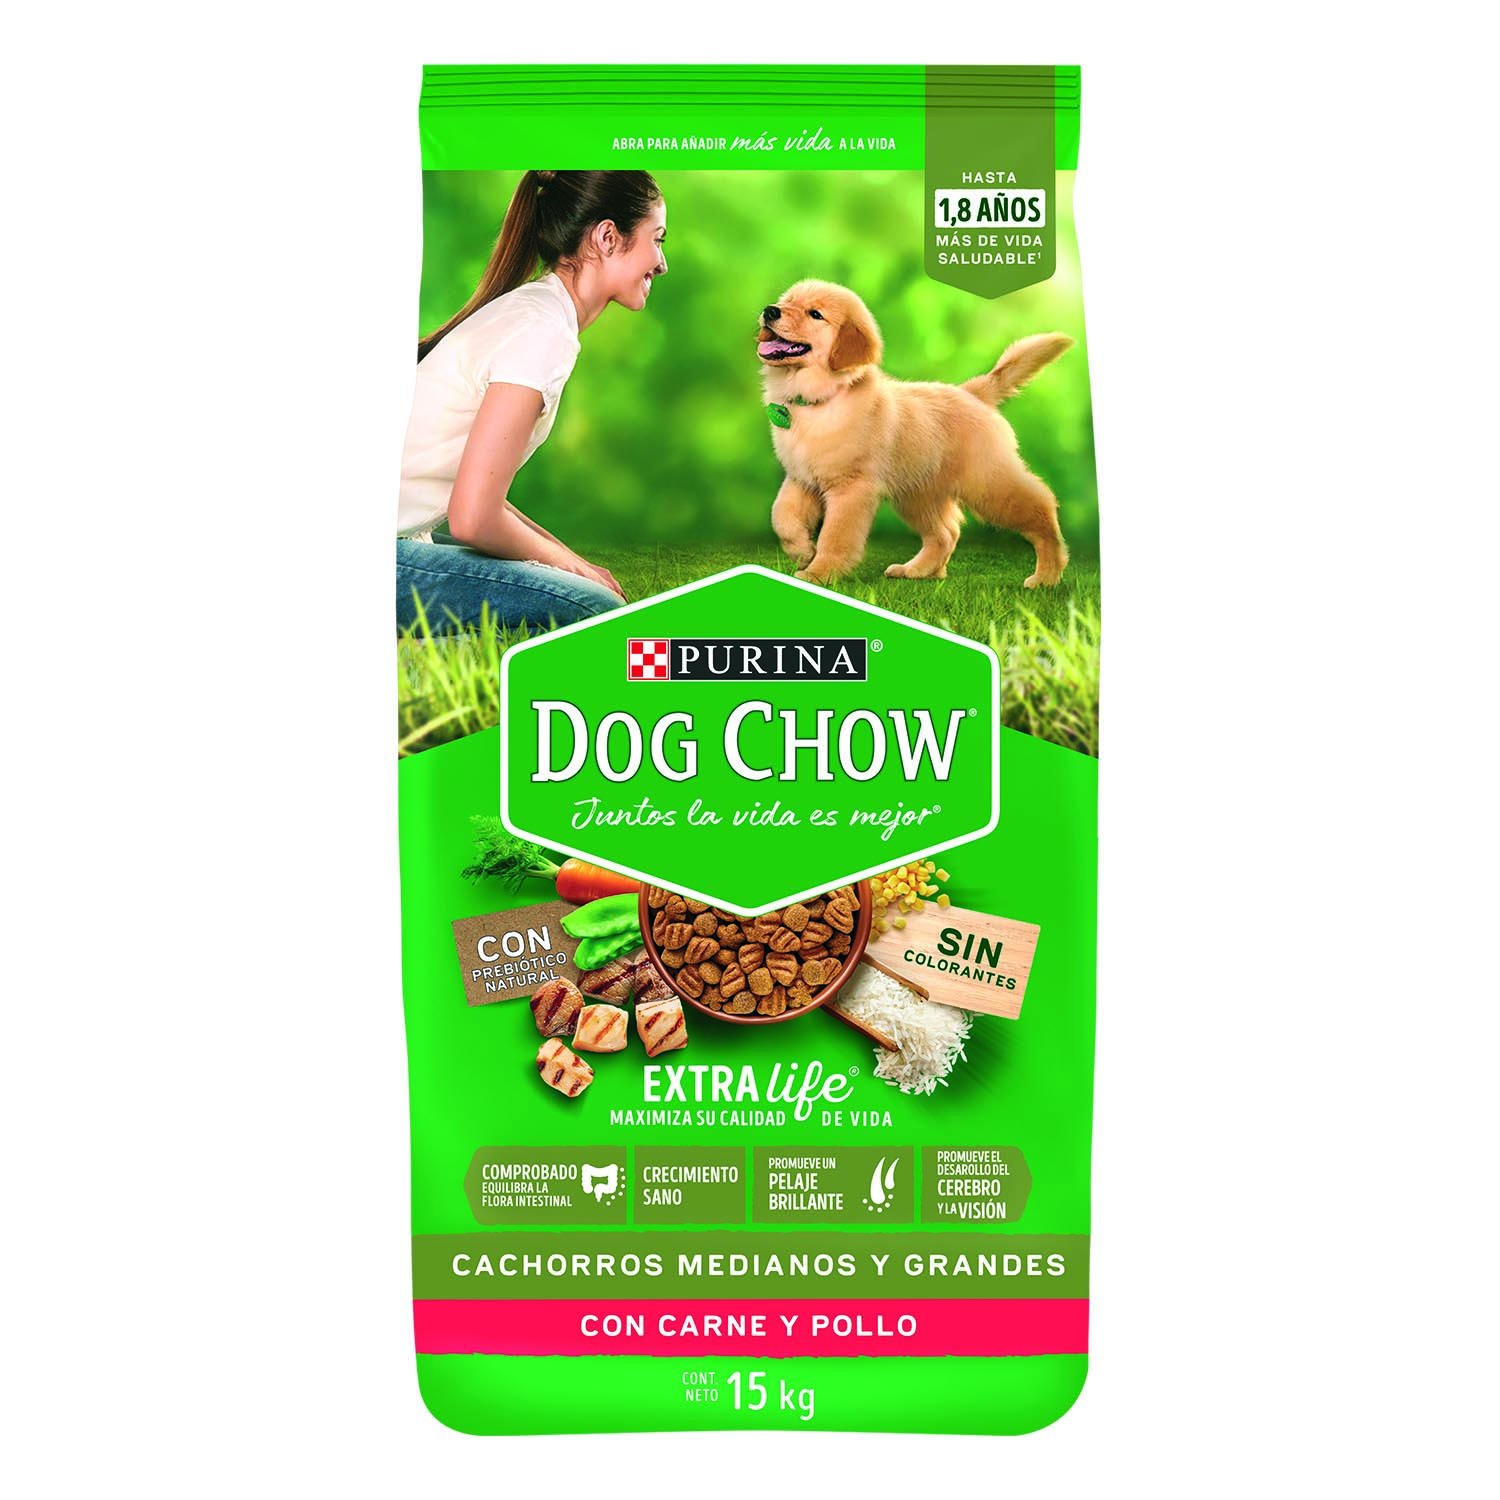 ABRA PARA AÑADIR más vida A LA VIDA
HASTA
1,8 AÑOS
MÁS DE VIDA
SALUDABLE¹
PURINA®
DOG CHOW®
Juntos la vida es mejor®
CON
PREBIÓTICO
NATURAL
SIN
COLORANTES
EXTRA life®
MAXIMIZA SU CALIDAD DE VIDA
COMPROBADO
EQUILIBRA LA
FLORA INTESTINAL
CRECIMIENTO
SANO
PROMUEVE UN
PELAJE
BRILLANTE
PROMUEVE EL
DESAROLLO DEL
CEREBRO
Y LA VISIÓN
CACHORROS MEDIANOS Y GRANDES
CON CARNE Y POLLO
CONT.
NETO 15 kg